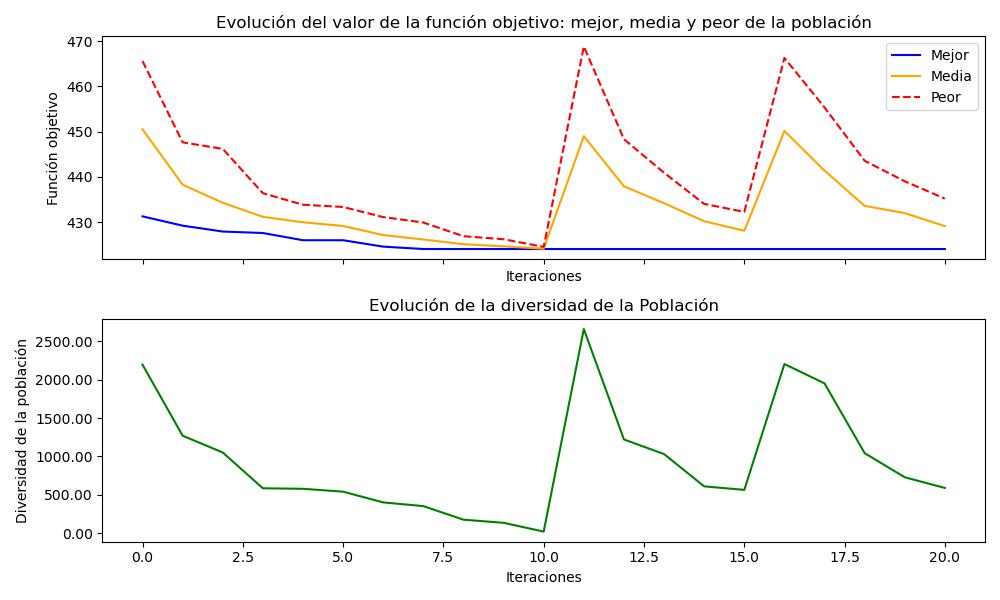 Evolución del valor de la función objetivo: mejor, media y peor de la población
470
460
450
440
430
Función objetivo
Mejor
Media
Peor
Iteraciones
Evolución de la diversidad de la Población
2500.00
2000.00
1500.00
1000.00
500.00
0.00
Diversidad de la población
0.0 2.5 5.0 7.5 10.0 12.5 15.0 17.5 20.0
Iteraciones